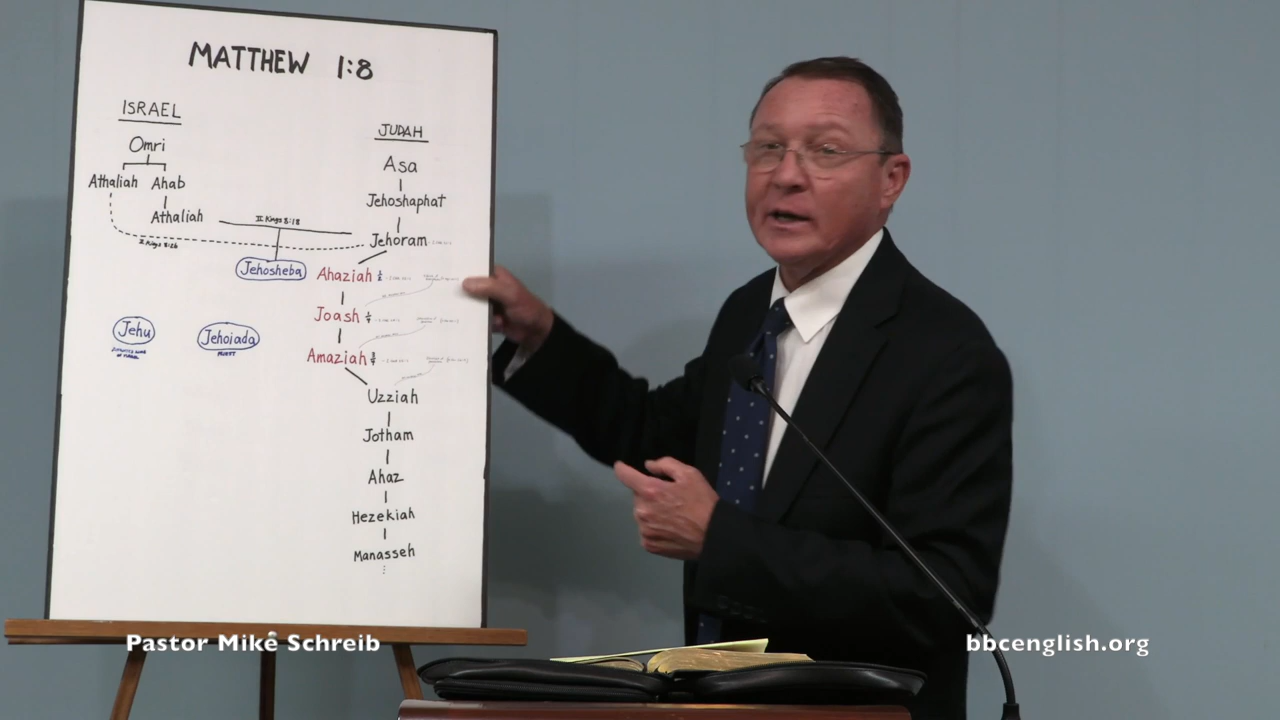 MATTHEW 1:8
ISRAEL
JUDAH
Omri
Asa
Athaliah Ahab
Jehoshaphat
Athaliah
II Kings 8:18
II Kings 8:26
Jehoram
Jehosheba
Ahaziah
Joash
Jehu
Jehoiada
PRIEST
Amaziah
Uzziah
Jotham
Ahaz
Hezekiah
Manasseh
Pastor Mike Schreib
bbcenglish.org